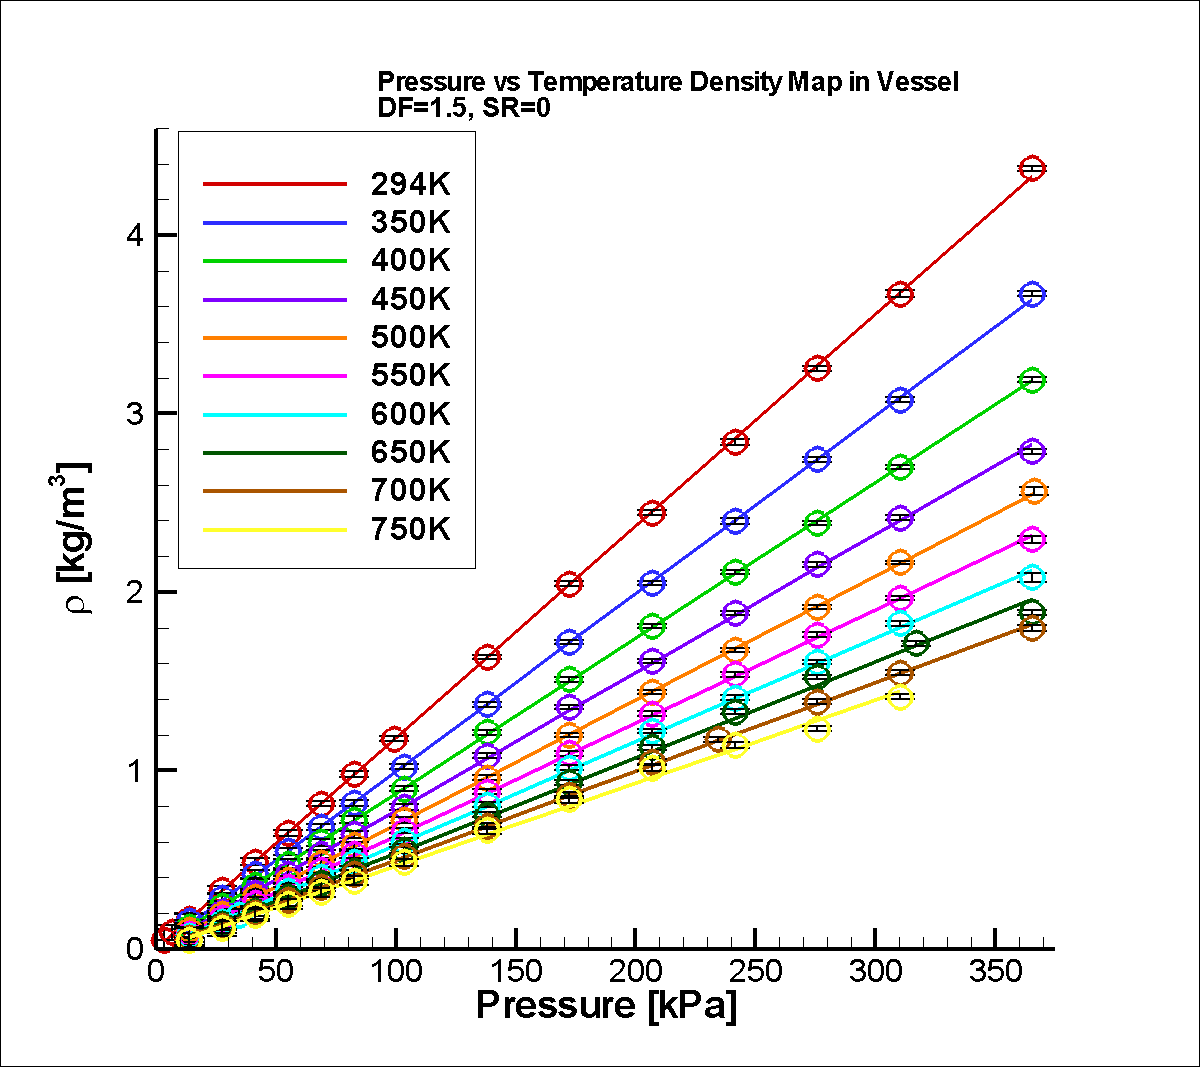 Pressure vs Temperature Density Map in Vessel
DF=1.5, SR=0
294K
350K
400K
450K
500K
550K
600K
650K
700K
750K
ρ [kg/m³]
4
3
2
1
0
0 50 100 150 200 250 300 350
Pressure [kPa]